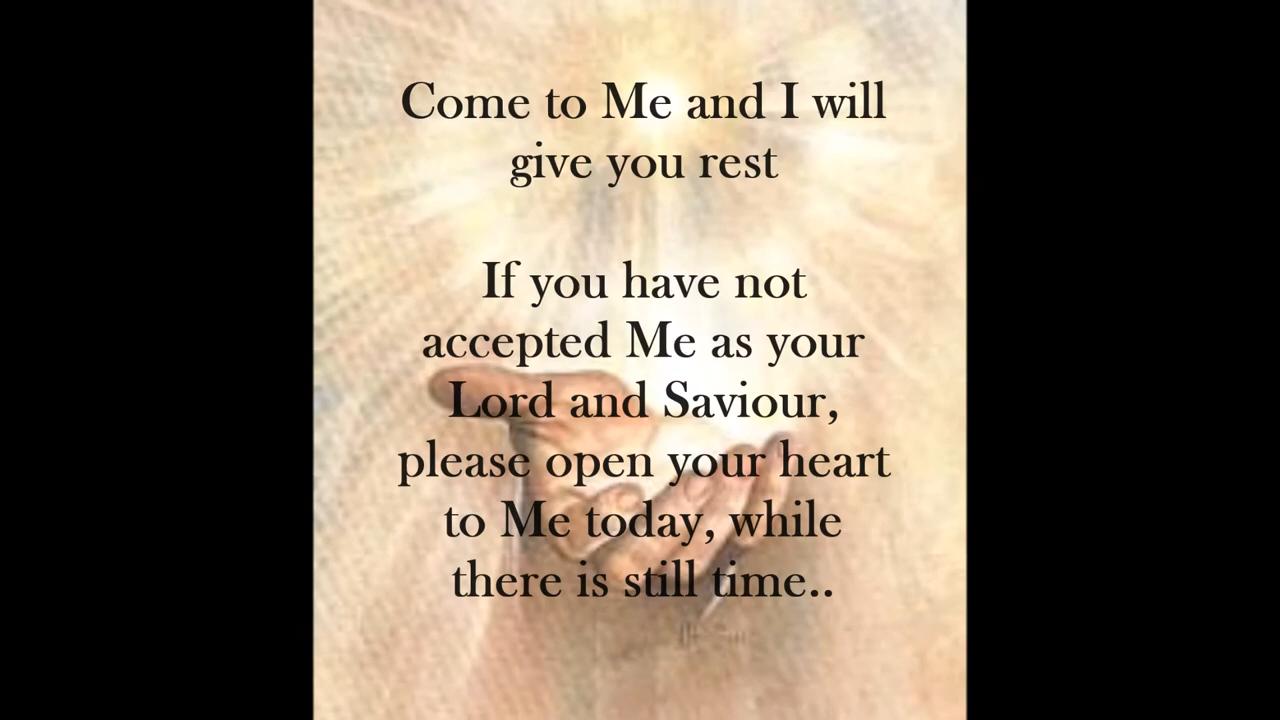 Come to Me and I will
give you rest
If you have not
accepted Me as your
Lord and Saviour,
please open your heart
to Me today, while
there is still time..